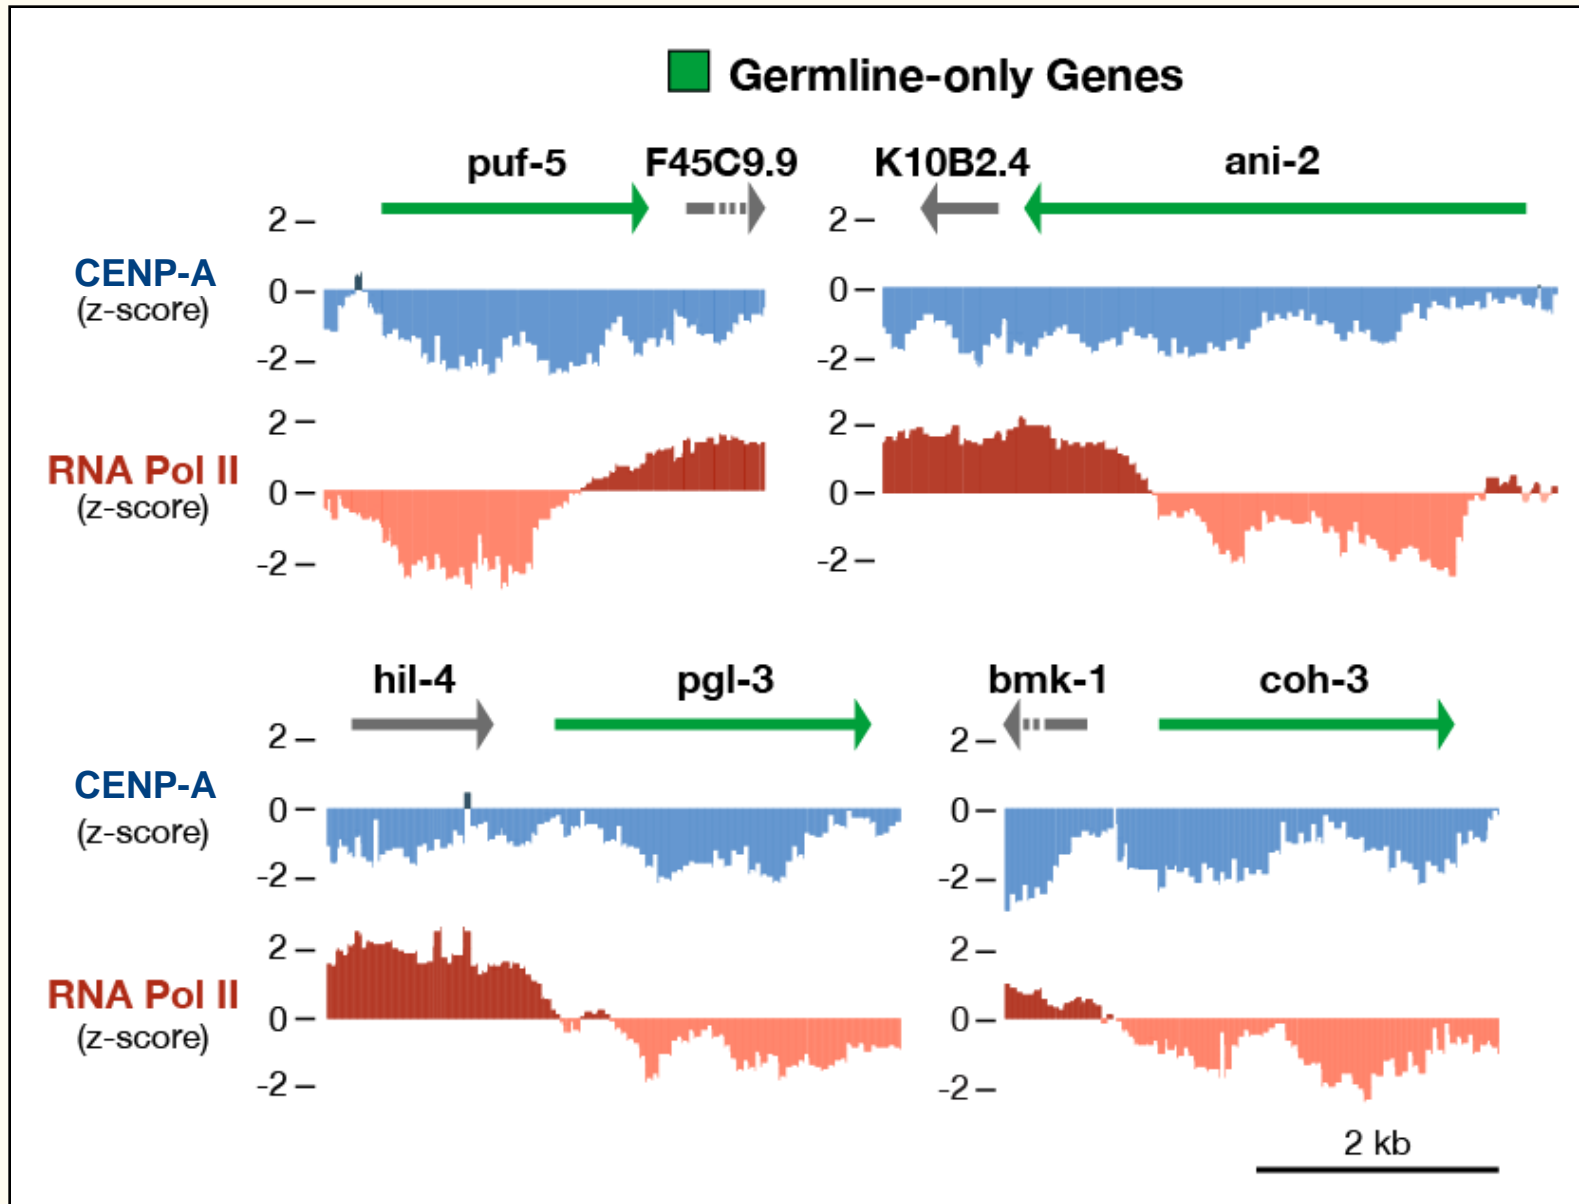 Germline-only Genes
puf-5 F45C9.9 K10B2.4 ani-2
CENP-A
(z-score)
2
0
-2
2
0
-2
RNA Pol II
(z-score)
2
0
-2
2
0
-2
hil-4 pgl-3 bmk-1 coh-3
CENP-A
(z-score)
2
0
-2
2
0
-2
RNA Pol II
(z-score)
2
0
-2
2
0
-2
2 kb